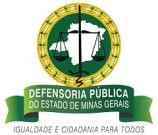 DEFENSORIA PÚBLICA
DO ESTADO DE MINAS GERAIS
IGUALDADE E CIDADANIA PARA TODOS